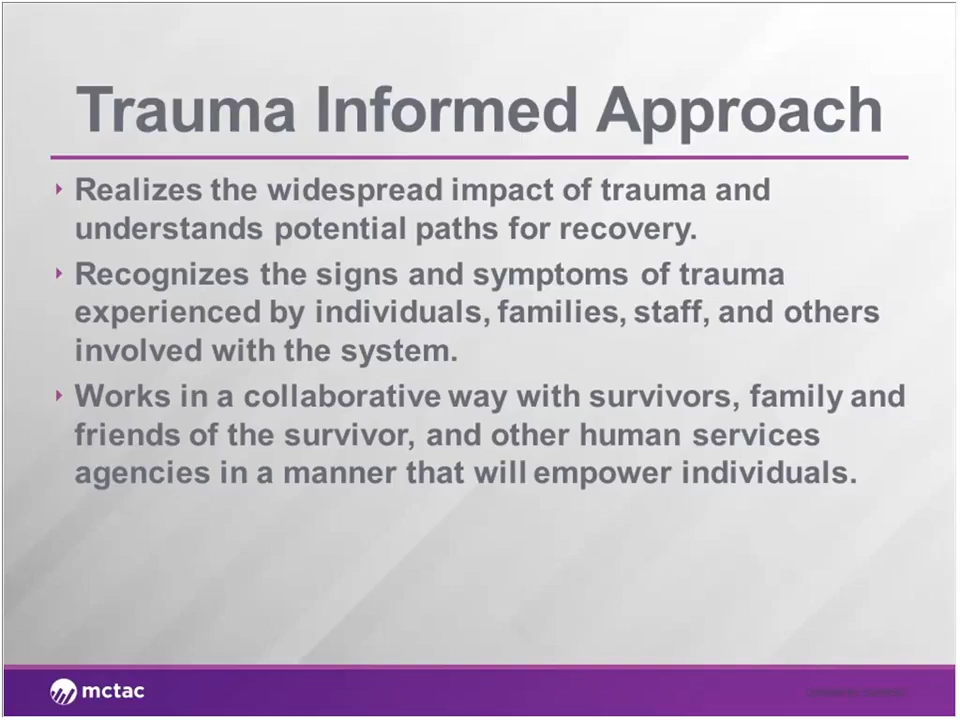 Trauma Informed Approach
Realizes the widespread impact of trauma and
understands potential paths for recovery.
Recognizes the signs and symptoms of trauma
experienced by individuals, families, staff, and others
involved with the system.
Works in a collaborative way with survivors, family and
friends of the survivor, and other human services
agencies in a manner that will empower individuals.
mctac